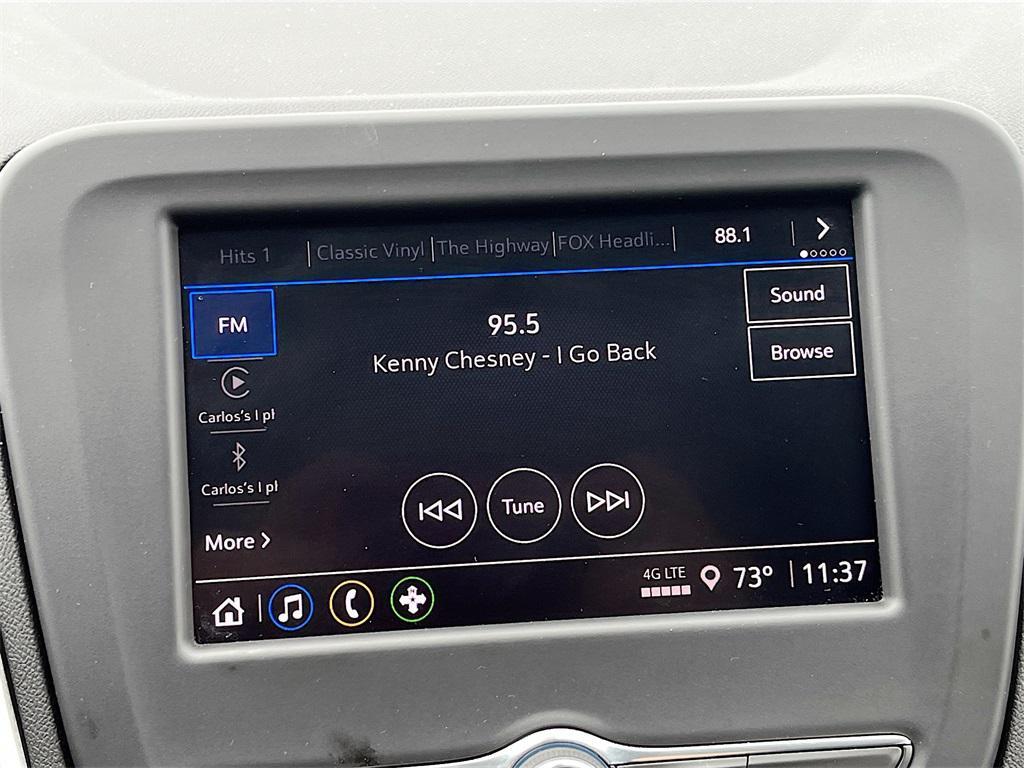 Hits 1 Classic Vinyl The Highway FOX Headli... 88.1
FM
95.5
Kenny Chesney - I Go Back
Sound
Browse
Carlos's I pl
Carlos's I pl
More
Tune
4G LTE 73° 11:37